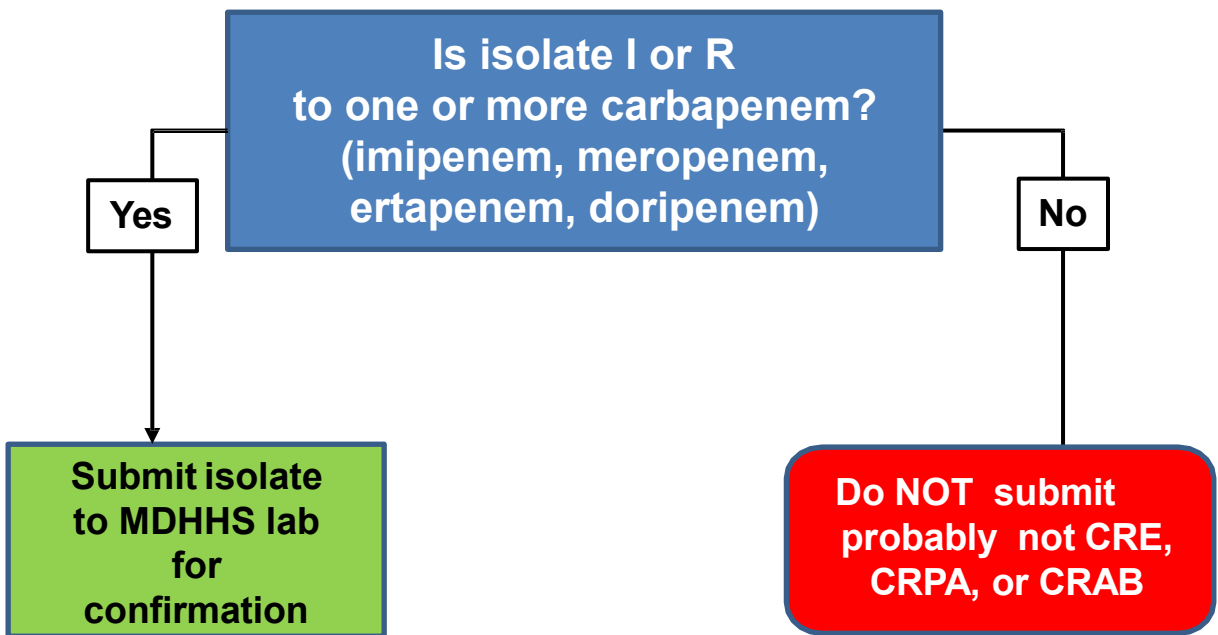 Is isolate I or R
to one or more carbapenem?
(imipenem, meropenem,
ertapenem, doripenem)
Yes
No
Submit isolate
to MDHHS lab
for
confirmation
Do NOT submit
probably not CRE,
CRPA, or CRAB